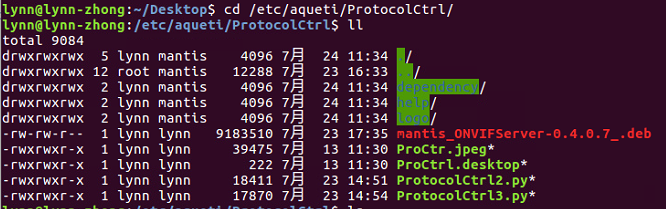 lynn@lynn-zhong:~/Desktop$ cd /etc/aqueti/ProtocolCtrl/
lynn@lynn-zhong:/etc/aqueti/ProtocolCtrl$ ll
total 9084
drwxrwxrwx 5 lynn mantis 4096 7月 24 11:34 ./
drwxrwxrwx 12 root mantis 12288 7月 23 16:33 ../
drwxrwxrwx 2 lynn mantis 4096 7月 24 11:34 dependency/
drwxrwxrwx 2 lynn mantis 4096 7月 24 11:34 help/
drwxrwxrwx 2 lynn mantis 4096 7月 24 11:34 logo/
-rw-rw-r-- 1 lynn lynn 9183510 7月 23 17:35 mantis_ONVIFServer-0.4.0.7_.deb
-rwxrwxr-x 1 lynn lynn 39475 7月 13 11:30 ProCtr.jpeg*
-rwxrwxr-x 1 lynn lynn 222 7月 13 11:30 ProCtrl.desktop*
-rwxrwxr-x 1 lynn lynn 18411 7月 23 14:51 ProtocolCtrl2.py*
-rwxrwxr-x 1 lynn lynn 17870 7月 23 14:54 ProtocolCtrl3.py*